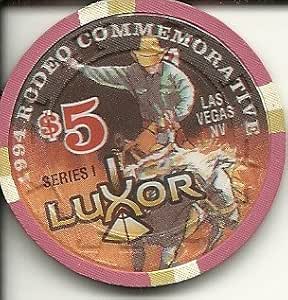 1994 RODEO COMMEMORATIVE
$5
LAS
VEGAS
NV
SERIES I
LUXOR